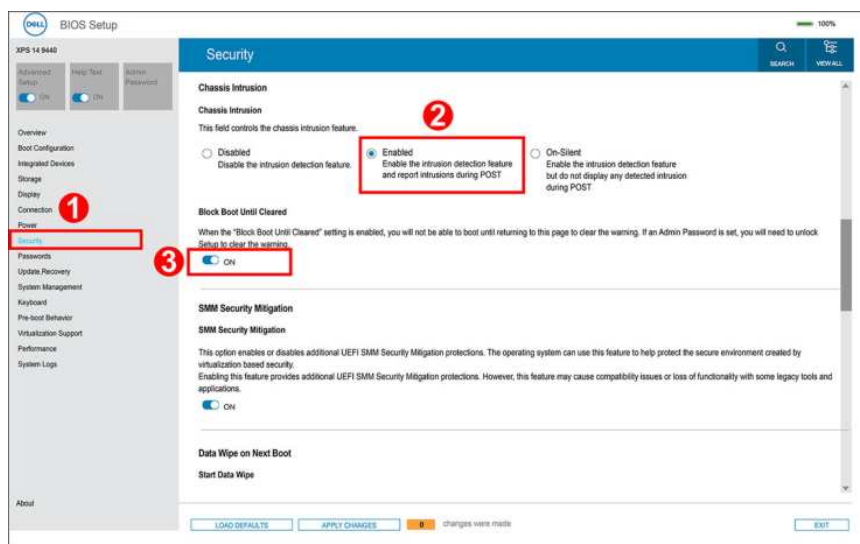 DELL
BIOS Setup
100%
XPS 14 9440
Security
SEARCH
VIEW ALL
Advanced Setup
ON
Help Text
ON
Admin Password
Overview
Boot Configuration
Integrated Devices
Storage
Display
Connection
Power
Security
Passwords
Update,Recovery
System Management
Keyboard
Pre-boot Behavior
Virtualization Support
Performance
System Logs
About
1
Chassis Intrusion
Chassis Intrusion
This field controls the chassis intrusion feature.
2
Disabled
Disable the intrusion detection feature.
Enabled
Enable the intrusion detection feature
and report intrusions during POST
On-Silent
Enable the intrusion detection feature
but do not display any detected intrusion
during POST
Block Boot Until Cleared
When the "Block Boot Until Cleared" setting is enabled, you will not be able to boot until returning to this page to clear the warning. If an Admin Password is set, you will need to unlock
Setup to clear the warning.
3
ON
SMM Security Mitigation
SMM Security Mitigation
This option enables or disables additional UEFI SMM Security Mitigation protections. The operating system can use this feature to help protect the secure environment created by
virtualization based security.
Enabling this feature provides additional UEFI SMM Security Mitigation protections. However, this feature may cause compatibility issues or loss of functionality with some legacy tools and
applications.
ON
Data Wipe on Next Boot
Start Data Wipe
LOAD DEFAULTS
APPLY CHANGES
0
changes were made
EXIT